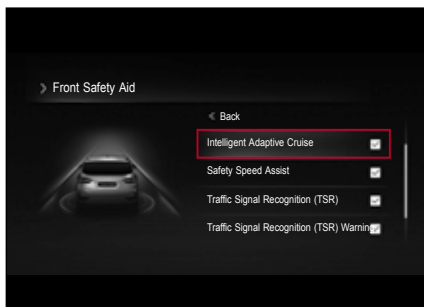 Front Safety Aid
Back
Intelligent Adaptive Cruise
Safety Speed Assist
Traffic Signal Recognition (TSR)
Traffic Signal Recognition (TSR) Warning